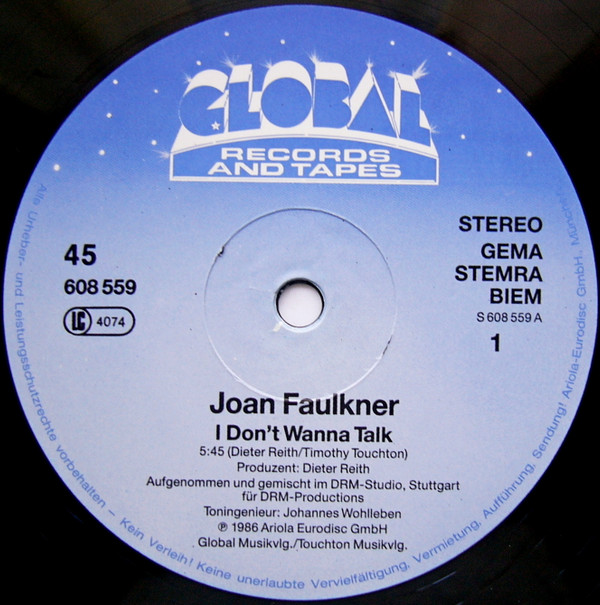 GLOBAL
RECORDS
AND TAPES
45
608 559
LC 4074
STEREO
GEMA
STEMRA
BIEM
S 608 559 A
1
Joan Faulkner
I Don't Wanna Talk
5:45 (Dieter Reith/Timothy Touchton)
Produzent: Dieter Reith
Aufgenommen und gemischt im DRM-Studio, Stuttgart
für DRM-Productions
Toningenieur: Johannes Wohlleben
℗ 1986 Ariola Eurodisc GmbH
Global Musikvlg./Touchton Musikvlg.
Alle Urheber- und Leistungsschutzrechte vorbehalten – Kein Verleih! Keine unerlaubte Vervielfältigung, Vermietung, Aufführung, Sendung! Ariola-Eurodisc GmbH,